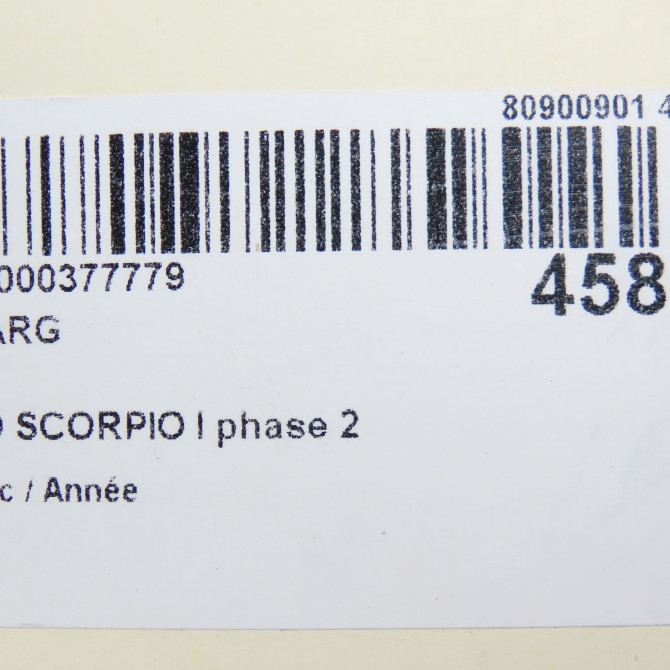 80900901 4
000377779
458
ARG
SCORPIO I phase 2
c / Année